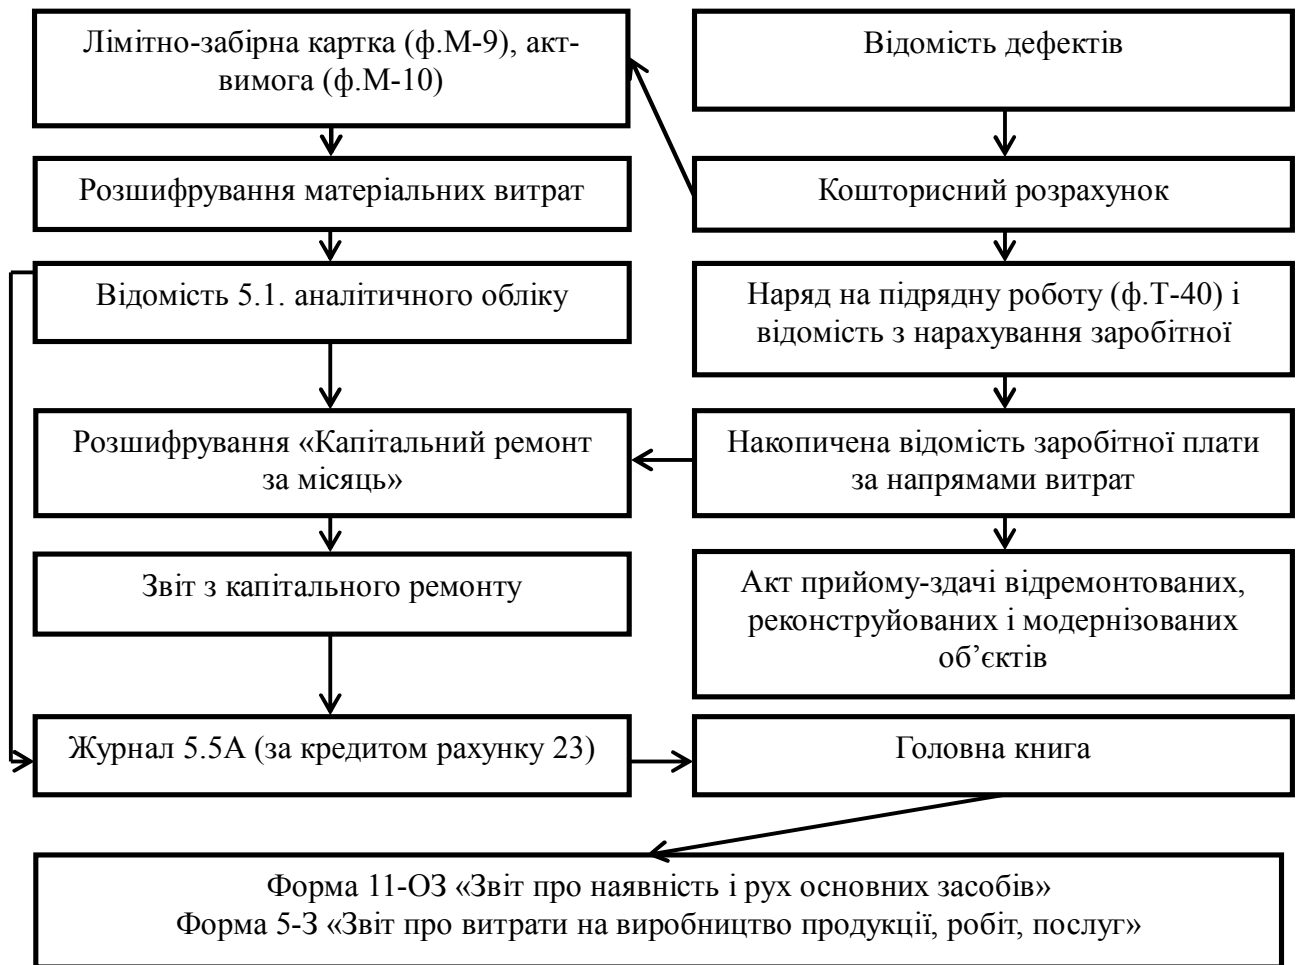 Лімітно-забірна картка (ф.М-9), акт-
вимога (ф.М-10)
Відомість дефектів
Розшифрування матеріальних витрат
Кошторисний розрахунок
Відомість 5.1. аналітичного обліку
Наряд на підрядну роботу (ф.Т-40) і
відомість з нарахування заробітної
Розшифрування «Капітальний ремонт
за місяць»
Накопичена відомість заробітної плати
за напрямами витрат
Звіт з капітального ремонту
Акт прийому-здачі відремонтованих,
реконструйованих і модернізованих
об’єктів
Журнал 5.5А (за кредитом рахунку 23)
Головна книга
Форма 11-ОЗ «Звіт про наявність і рух основних засобів»
Форма 5-З «Звіт про витрати на виробництво продукції, робіт, послуг»